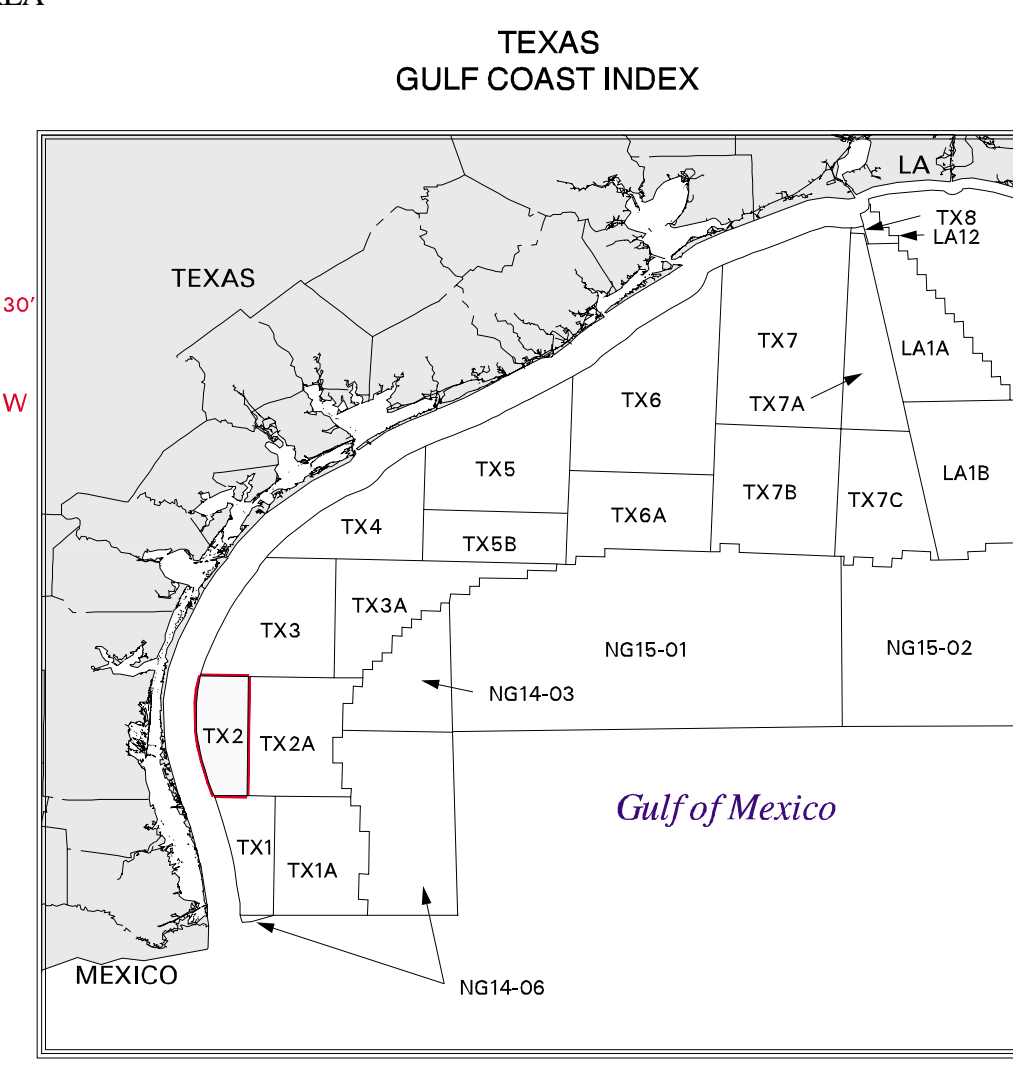 TEXAS
GULF COAST INDEX
LA
TX8
LA12
TEXAS
30'
TX7
LA1A
W
TX6
TX7A
TX5
LA1B
TX7B
TX7C
TX6A
TX4
TX5B
TX3A
TX3
NG15-01
NG15-02
NG14-03
TX2
TX2A
Gulf of Mexico
TX1
TX1A
MEXICO
NG14-06